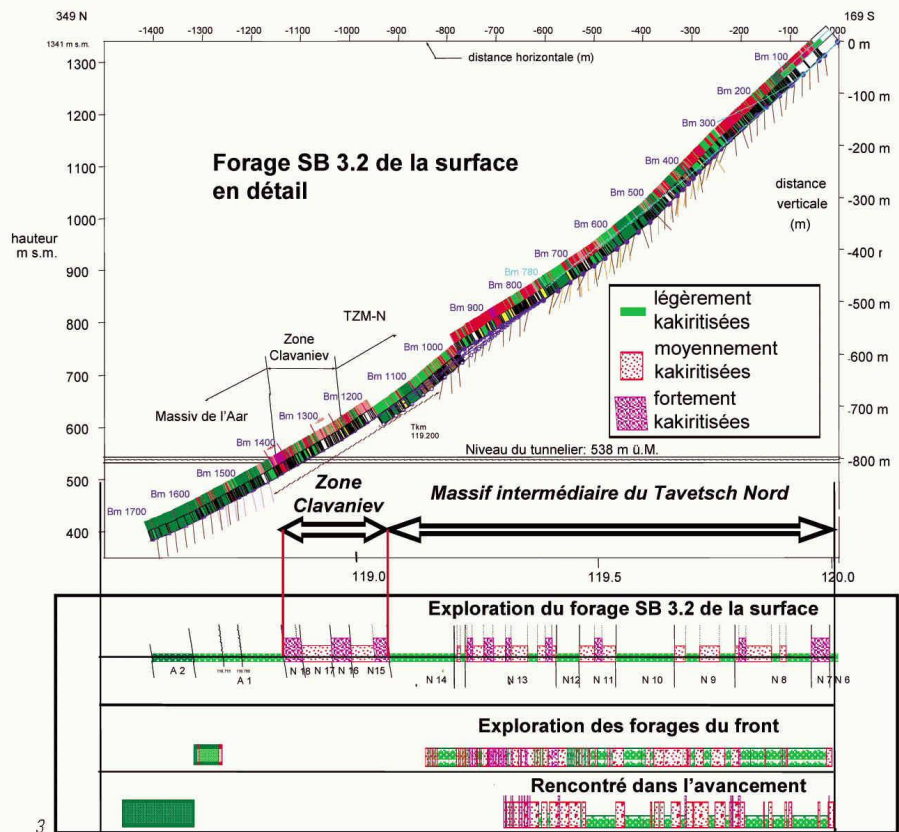 349 N
169 S
-1400 -1300 -1200 -1100 -1000 -900 -800 -700 -600 -500 -400 -300 -200 -100 000
1341 m s.m.
distance horizontale (m)
0 m
1300
1200
1100
1000
900
800
700
600
500
400
hauteur
m s.m.
-100 m
-200 m
-300 m
-400 r
-500 m
-600 m
-700 m
-800 m
distance
verticale
(m)
Forage SB 3.2 de la surface
en détail
Bm 100
Bm 200
Bm 300
Bm 400
Bm 500
Bm 600
Bm 700
Bm 780
Bm 800
Bm 900
Bm 1000
Bm 1100
Bm 1200
Bm 1300
Bm 1400
Bm 1500
Bm 1600
Bm 1700
TZM-N
Zone
Clavaniev
Massiv de l'Aar
Tkm
119.200
légèrement
kakiritisées
moyennement
kakiritisées
fortement
kakiritisées
Niveau du tunnelier: 538 m ü.M.
Zone
Clavaniev
Massif intermédiaire du Tavetsch Nord
119.0 119.5 120.0
Exploration du forage SB 3.2 de la surface
A 2 A 1 N 18 N 17 N 16 N15 N 14 N 13 N12 N 11 N 10 N 9 N 8 N 7 N 6
Exploration des forages du front
Rencontré dans l'avancement
3